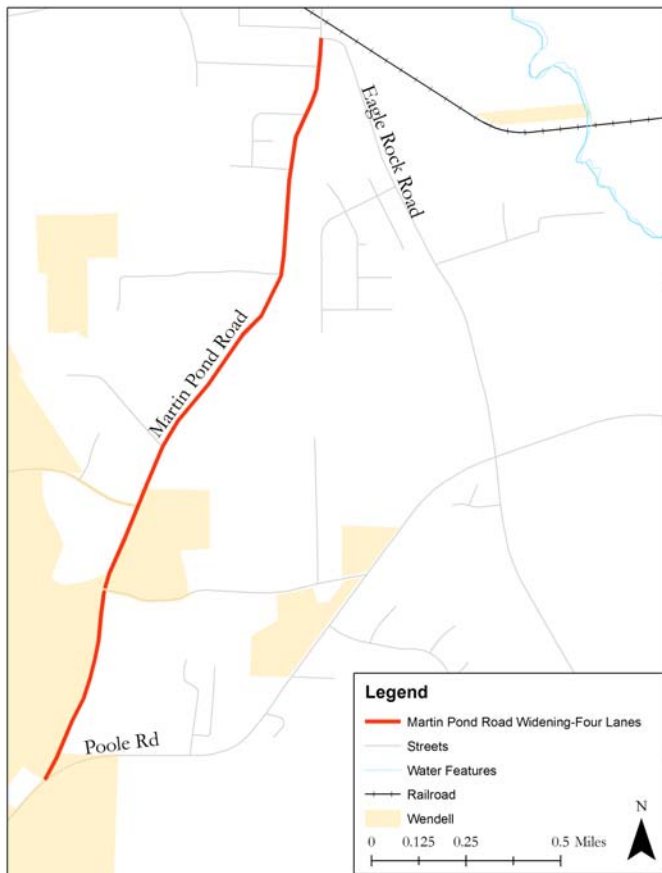 Eagle Rock Road
Martin Pond Road
Poole Rd
Legend
Martin Pond Road Widening-Four Lanes
Streets
Water Features
Railroad
Wendell
N
0 0.125 0.25 0.5 Miles